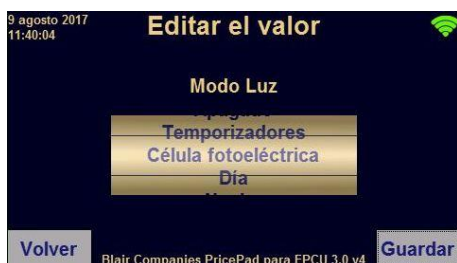 9 agosto 2017
11:40:04
Editar el valor
Modo Luz
Apagado
Temporizadores
Célula fotoeléctrica
Día
Volver
Blair Companies PricePad para EPCU 3.0 v4
Guardar